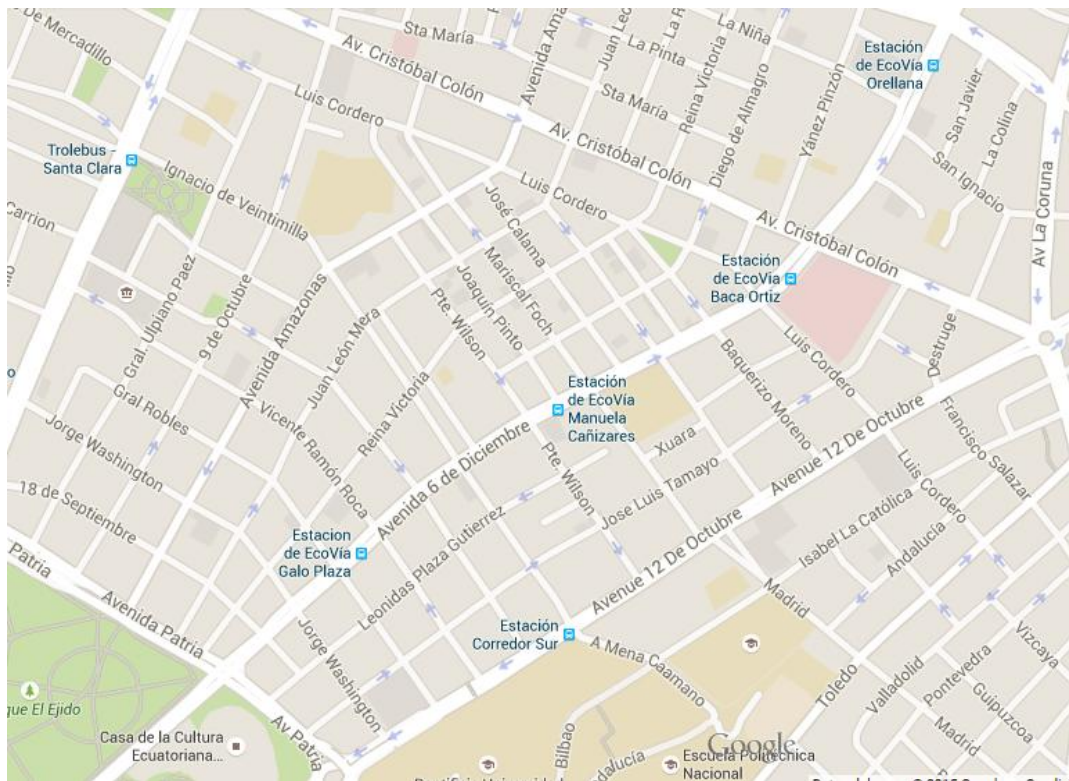 De Mercadillo
Sta María
Av. Cristóbal Colón
Avenida Amazonas
Juan León
La Pinta
La Niña
Reina Victoria
Sta María
Diego de Almagro
Yánez Pinzón
Estación
de EcoVía
Orellana
San Javier
La Colina
San Ignacio
Av La Coruna
Luis Cordero
Av. Cristóbal Colón
Trolebus -
Santa Clara
Ignacio de Veintimilla
Carrion
Luis Cordero
José Calama
Mariscal Foch
Joaquín Pinto
Pte. Wilson
Av. Cristóbal Colón
Estación
de EcoVía
Baca Ortiz
Gral. Ulpiano Paez
9 de Octubre
Avenida Amazonas
Juan León Mera
Reina Victoria
Luis Cordero
Destruge
Baquerizo Moreno
Estación
de EcoVía
Manuela
Cañizares
Gral Robles
Vicente Ramón Roca
Jorge Washington
18 de Septiembre
Avenida 6 de Diciembre
Pte. Wilson
Xuara
Jose Luis Tamayo
Avenue 12 De Octubre
Francisco Salazar
Luis Cordero
Isabel La Católica
Andalucía
Estacion
de EcoVía
Galo Plaza
Leonidas Plaza Gutierrez
Avenue 12 De Octubre
Madrid
Patria
Avenida Patria
Jorge Washington
Estación
Corredor Sur
A Mena Caamano
Toledo
Valladolid
Pontevedra
Vizcaya
Guipuzcoa
Madrid
que El Ejido
Casa de la Cultura
Ecuatoriana...
Av Patria
Bilbao
Google
Escuela Politécnica
Nacional